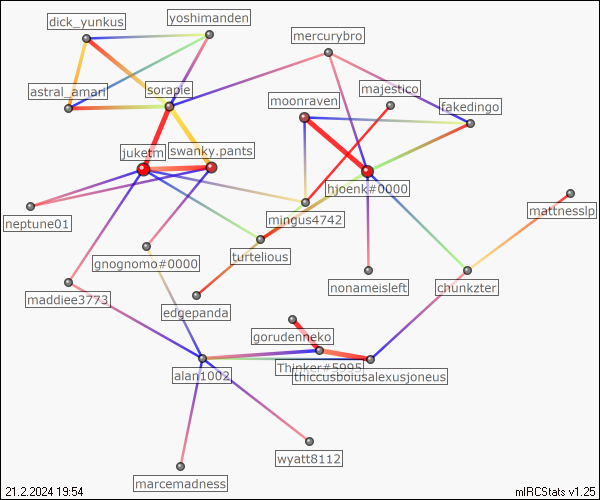 dick_yunkus
yoshimanden
mercurybro
astral_amari
sorapie
majestico
moonraven
fakedingo
juketm
swanky.pants
hjoenk#0000
neptune01
mingus4742
mattnesslp
turtelious
gnognomo#0000
maddiee3773
edgepanda
nonameisleft
chunkzter
gorudenneko
Thinker#5995
thiccusboiusalexusjoneus
alan1002
wyatt8112
marcemadness
21.2.2024 19:54
mIRCStats v1.25